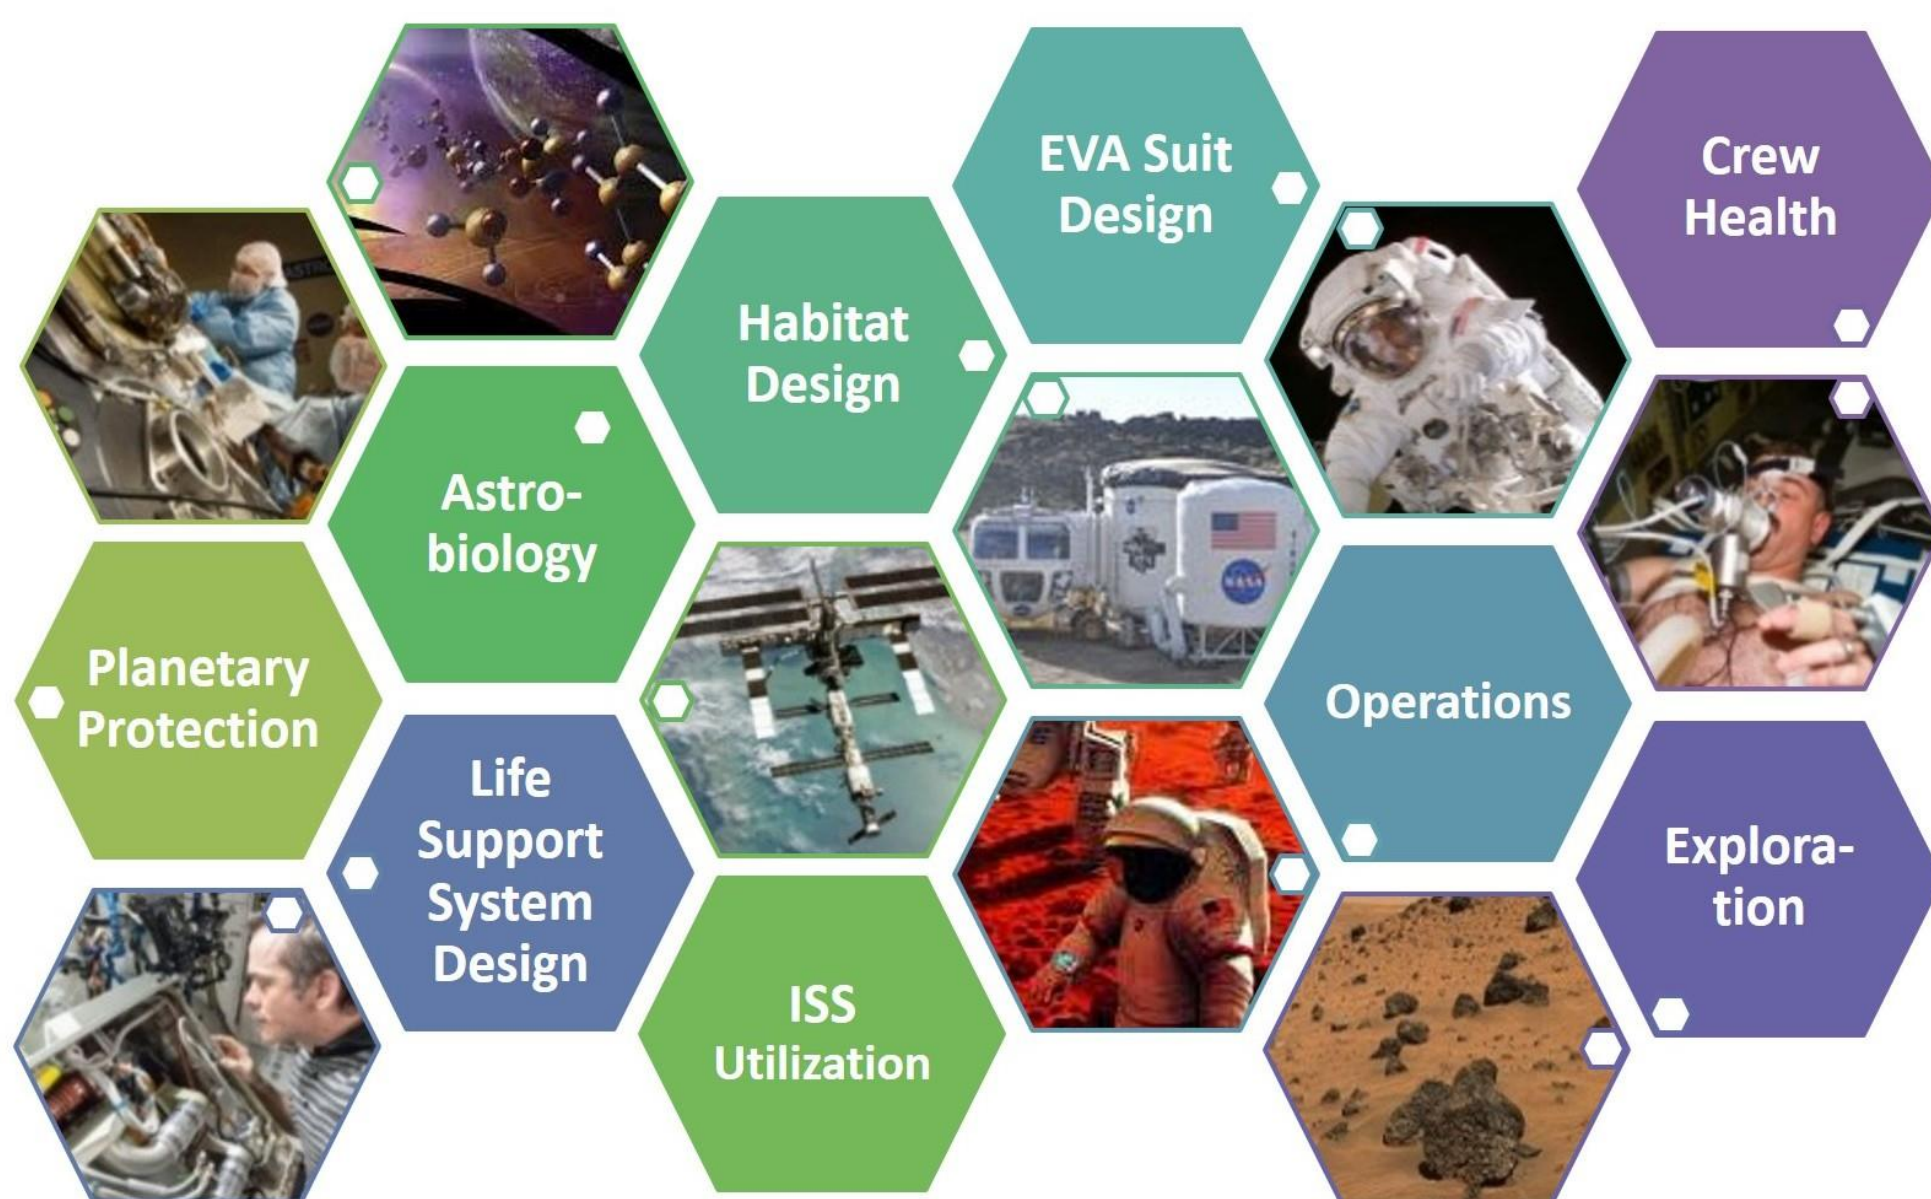 EVA Suit
Design
Crew
Health
Habitat
Design
Astro-
biology
Planetary
Protection
Operations
Life
Support
System
Design
Explora-
tion
ISS
Utilization
NASA